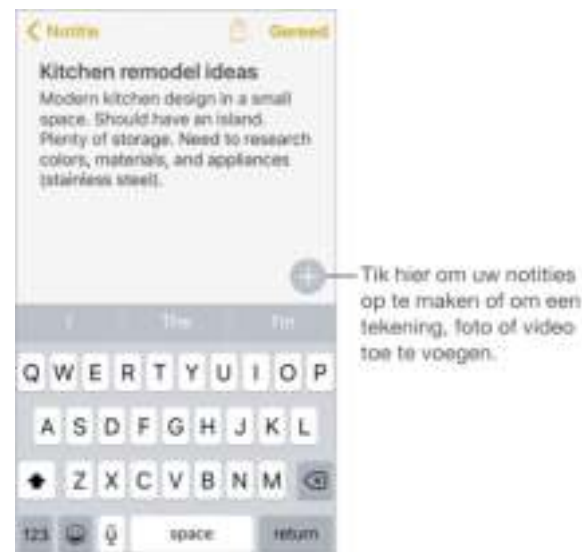 Notitie
Gereed
Kitchen remodel ideas
Modern kitchen design in a small
space. Should have an island.
Plenty of storage. Need to research
colors, materials, and appliances
(stainless steel).
Tik hier om uw notities
op te maken of om een
tekening, foto of video
toe te voegen.
I The I'm
Q W E R T Y U I O P
A S D F G H J K L
Z X C V B N M
123 space return